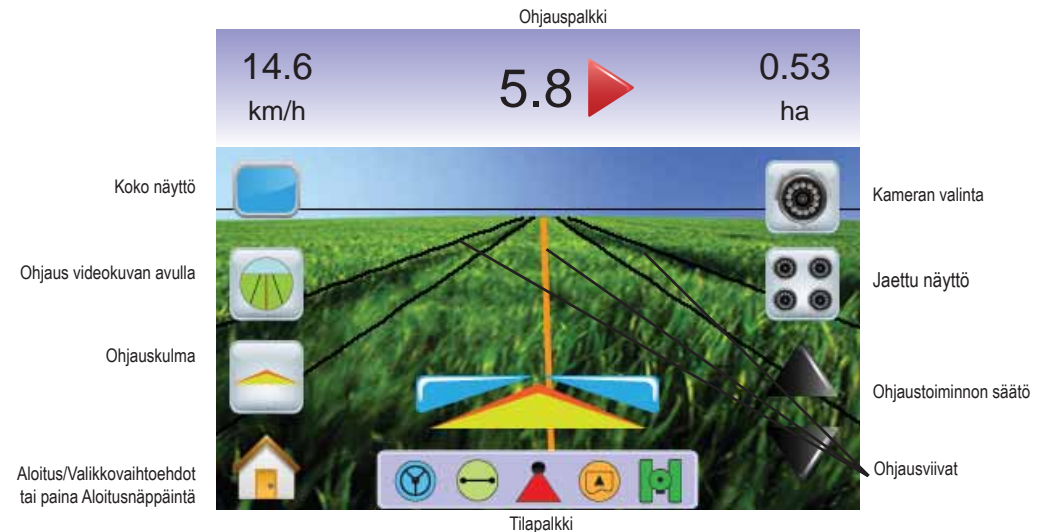 Ohjauspalkki
14.6
km/h
5.8
0.53
ha
Koko näyttö
Ohjaus videokuvan avulla
Ohjauskulma
Aloitus/Valikkovaihtoehdot
tai paina Aloitusnäppäintä
Kameran valinta
Jaettu näyttö
Ohjaustoiminnon säätö
Ohjausviivat
Tilapalkki